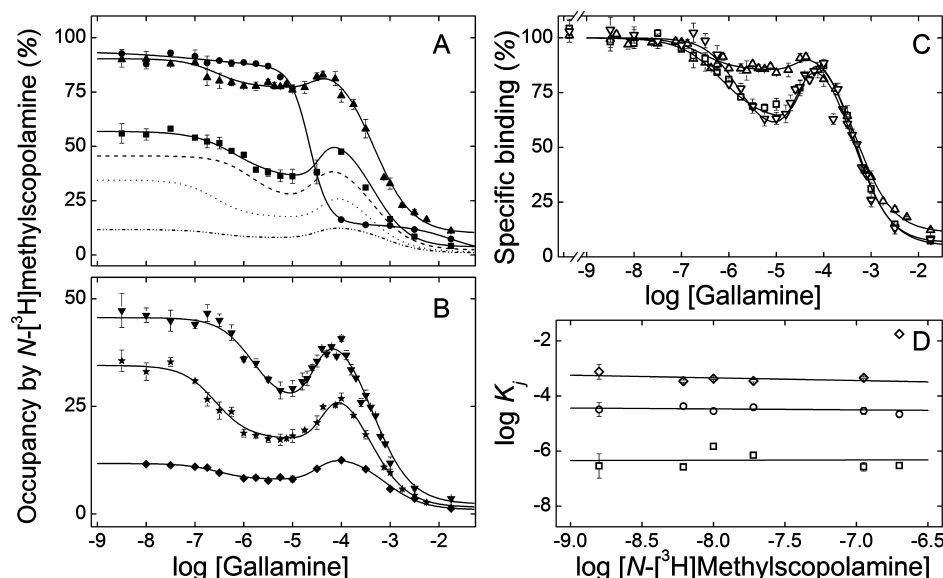 Occupancy by N-[³H]methylscopolamine (%)
A
100
75
50
25
0
B
50
25
0
-9 -8 -7 -6 -5 -4 -3 -2
log [Gallamine]
C
Specific binding (%)
100
75
50
25
0
-9 -8 -7 -6 -5 -4 -3 -2
log [Gallamine]
D
log Kj
-2
-4
-6
-8
-9.0 -8.5 -8.0 -7.5 -7.0 -6.5
log [N-[³H]Methylscopolamine]